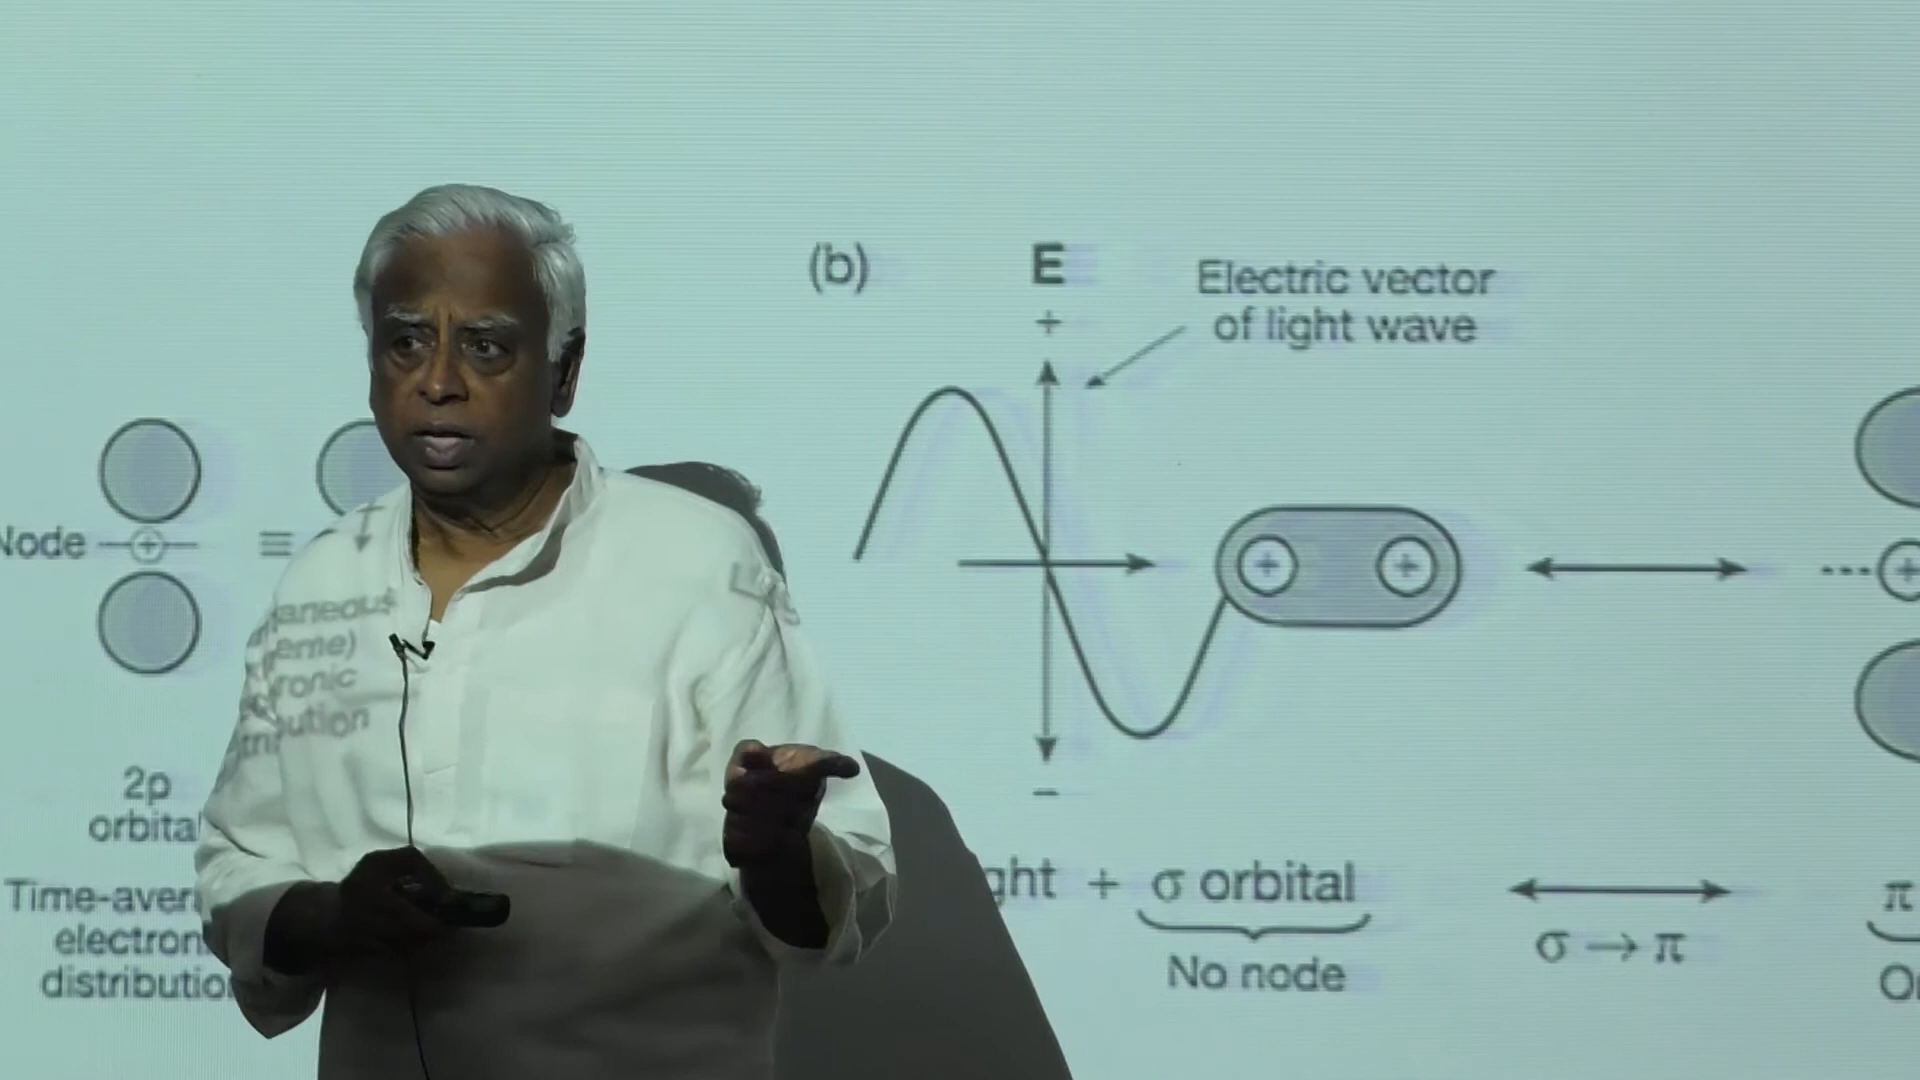 (b)
E
+
Electric vector
of light wave
Node
+
≡
+ +
+
−
2p
orbital
Time-aver
electron
distributio
ght + σ orbital
No node
σ → π
π